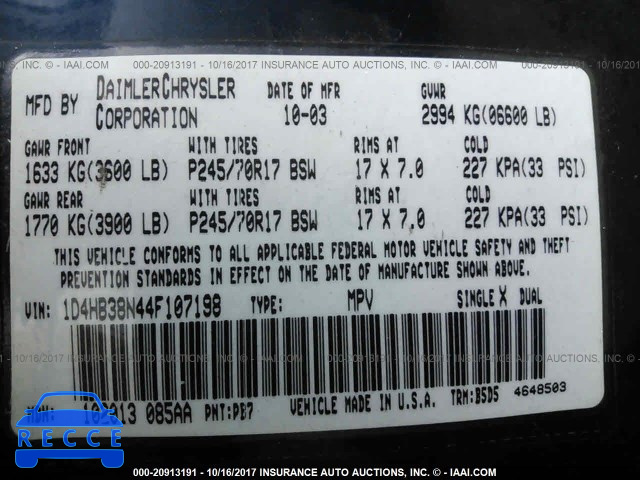 000-20913191 - 10/16/2017 INSURANCE AUTO AUCTIONS, INC. - © IAAI.COM
MFD BY DAIMLERCHRYSLER CORPORATION DATE OF MFR 10-03 GVWR 2994 KG(06600 LB)
GAWR FRONT WITH TIRES RIMS AT COLD
1633 KG(3600 LB) P245/70R17 BSW 17 X 7.0 227 KPA(33 PSI)
GAWR REAR WITH TIRES RIMS AT COLD
1770 KG(3900 LB) P245/70R17 BSW 17 X 7.0 227 KPA(33 PSI)
THIS VEHICLE CONFORMS TO ALL APPLICABLE FEDERAL MOTOR VEHICLE SAFETY AND THEFT
PREVENTION STANDARDS IN EFFECT ON THE DATE OF MANUFACTURE SHOWN ABOVE.
VIN: 1D4HB38N44F107198 TYPE: MPV SINGLE X DUAL
085AA PNT:PB7 VEHICLE MADE IN U.S.A. TRM:B5D5 4648503
RECCE
000-20913191 - 10/16/2017 INSURANCE AUTO AUCTIONS, INC. - © IAAI.COM